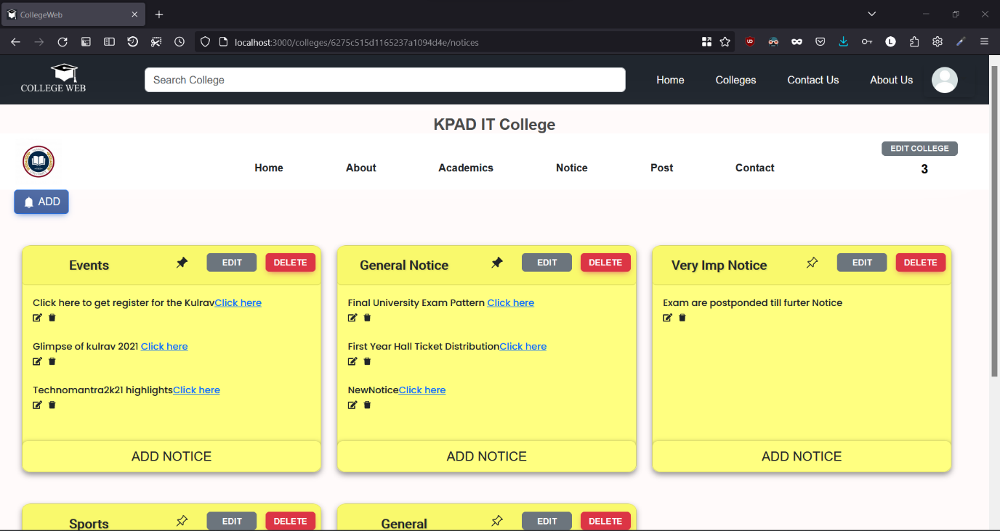 CollegeWeb
localhost:3000/colleges/6275c515d1165237a1094d4e/notices
COLLEGE WEB
Search College
Home
Colleges
Contact Us
About Us
KPAD IT College
EDIT COLLEGE
Home
About
Academics
Notice
Post
Contact
3
ADD
Events
EDIT
DELETE
Click here to get register for the KulravClick here
Glimpse of kulrav 2021 Click here
Technomantra2k21 highlightsClick here
ADD NOTICE
General Notice
EDIT
DELETE
Final University Exam Pattern Click here
First Year Hall Ticket DistributionClick here
NewNoticeClick here
ADD NOTICE
Very Imp Notice
EDIT
DELETE
Exam are postponded till furter Notice
ADD NOTICE
Sports
EDIT
DELETE
General
EDIT
DELETE